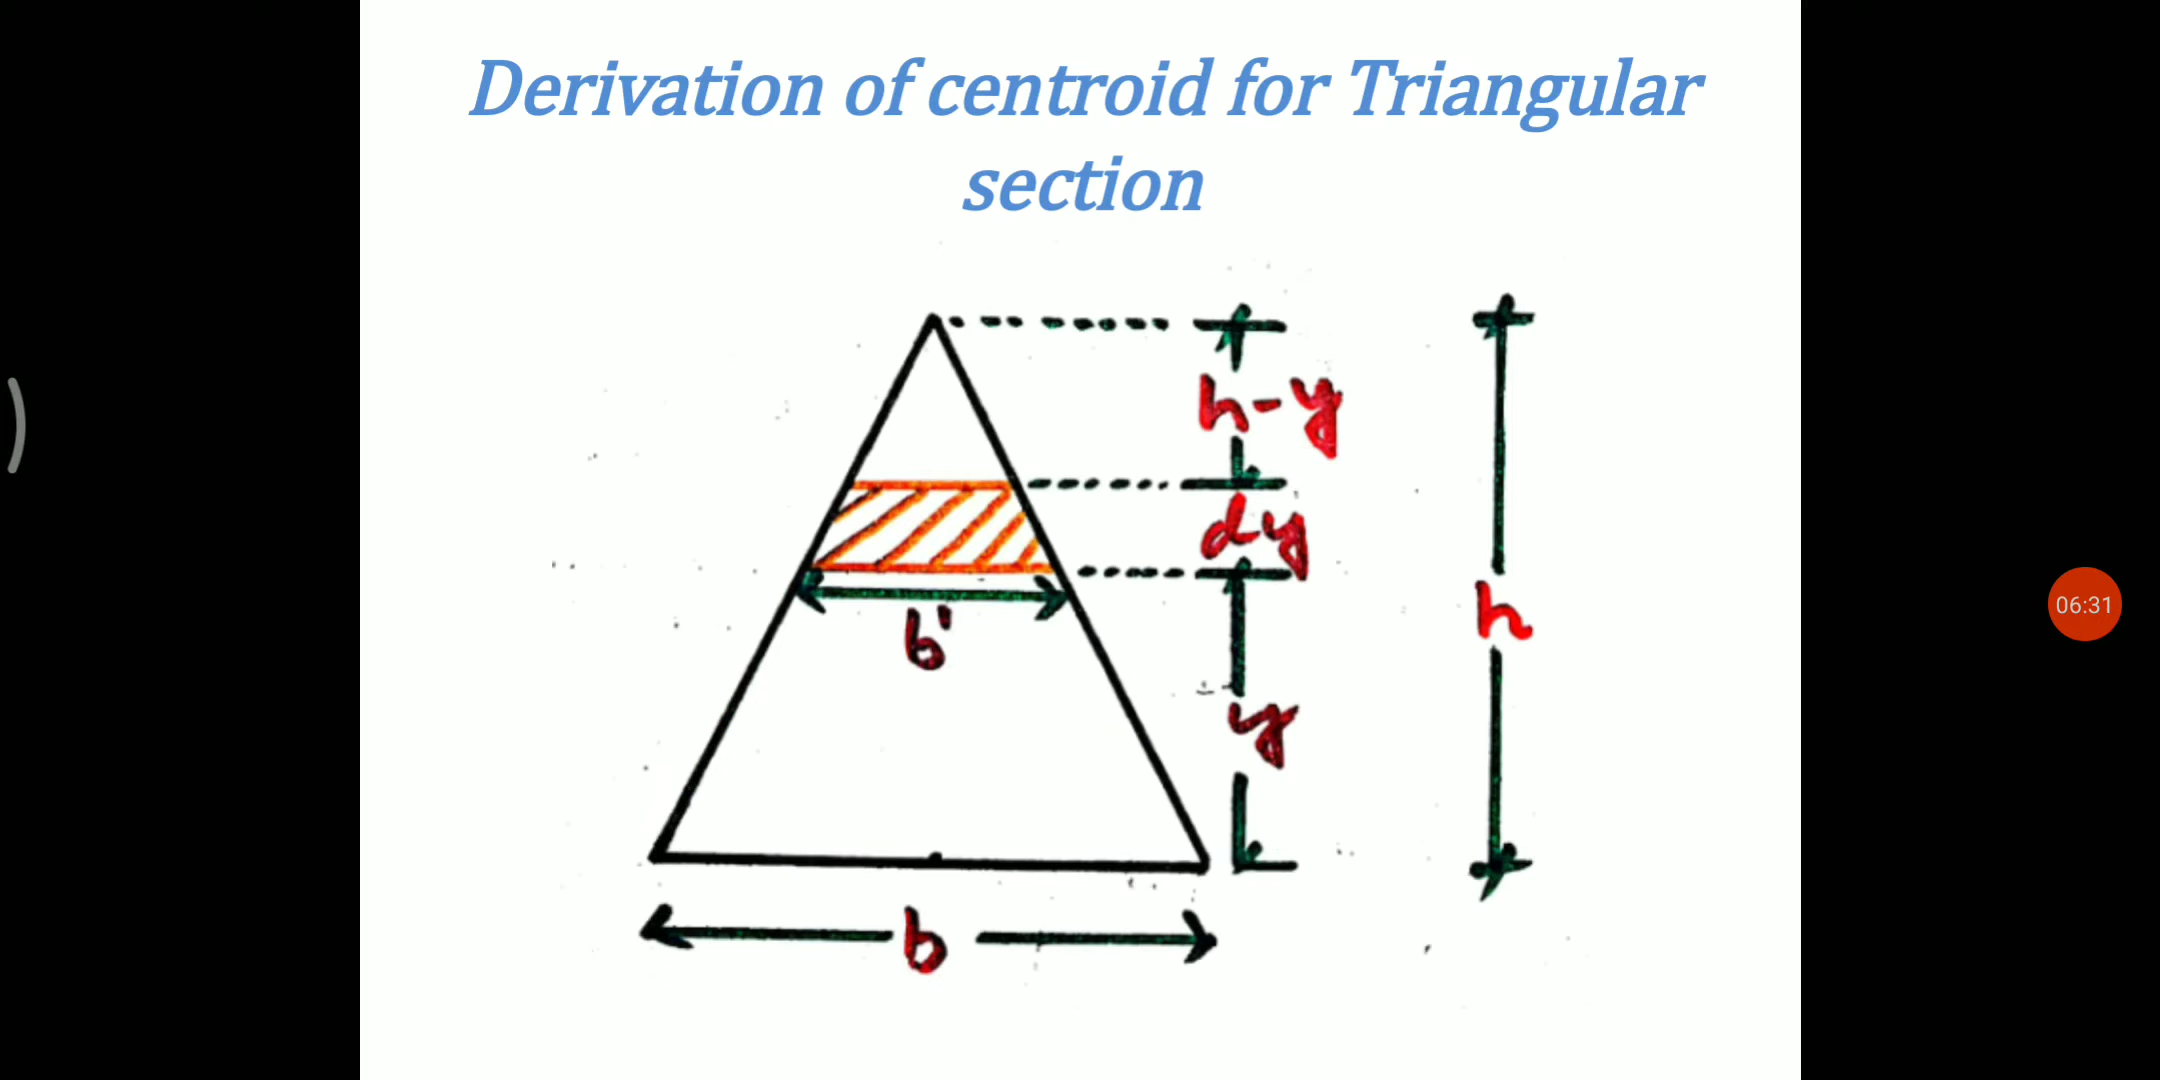 Derivation of centroid for Triangular
section
h-y
dy
h
06:31
b'
y
b